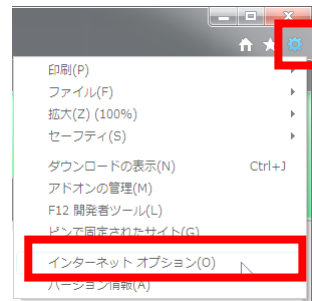 印刷(P)
ファイル(F)
拡大(Z) (100%)
セーフティ(S)
ダウンロードの表示(N) Ctrl+J
アドオンの管理(M)
F12 開発者ツール(L)
ピンで固定されたサイト(G)
インターネット オプション(O)
バージョン情報(A)